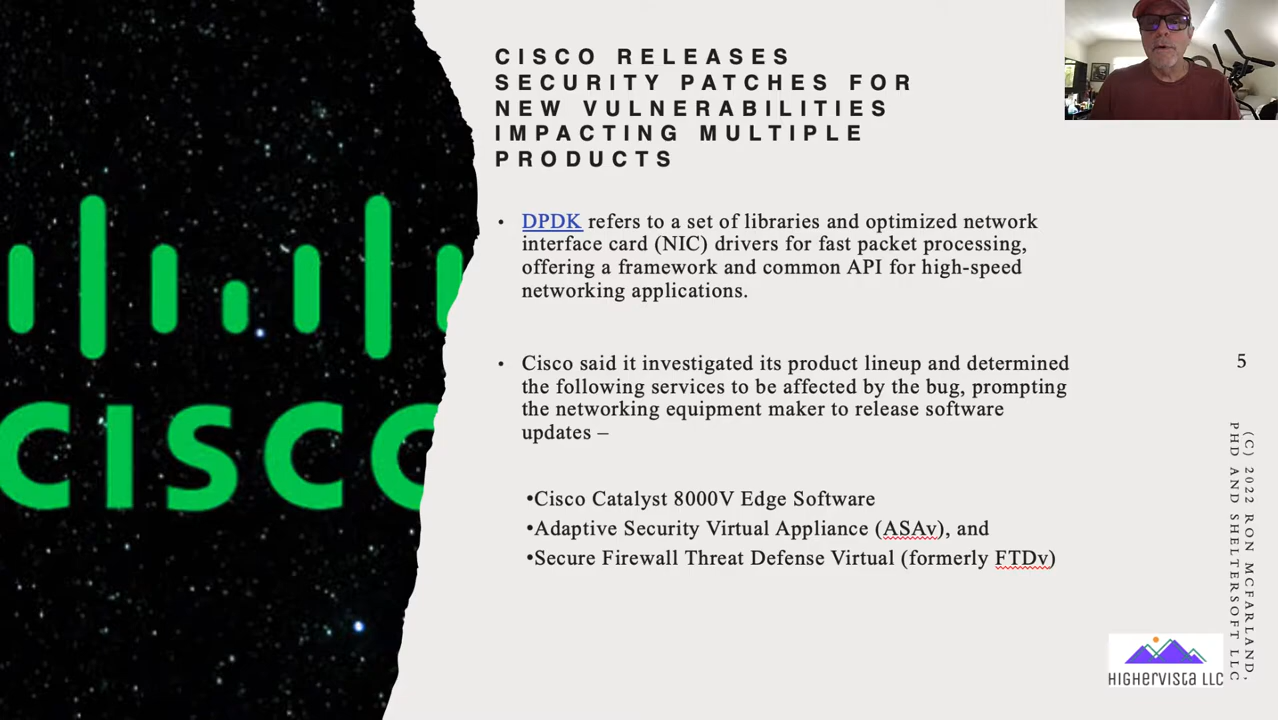 CISCO RELEASES
SECURITY PATCHES FOR
NEW VULNERABILITIES
IMPACTING MULTIPLE
PRODUCTS
• DPDK refers to a set of libraries and optimized network
interface card (NIC) drivers for fast packet processing,
offering a framework and common API for high-speed
networking applications.
• Cisco said it investigated its product lineup and determined
the following services to be affected by the bug, prompting
the networking equipment maker to release software
updates –
•Cisco Catalyst 8000V Edge Software
•Adaptive Security Virtual Appliance (ASAv), and
•Secure Firewall Threat Defense Virtual (formerly FTDv)
CISCO
5
(C) 2022 RON MCFARLAND,
PHD AND SHELTERSOFT LLC
HIGHERVISTA LLC